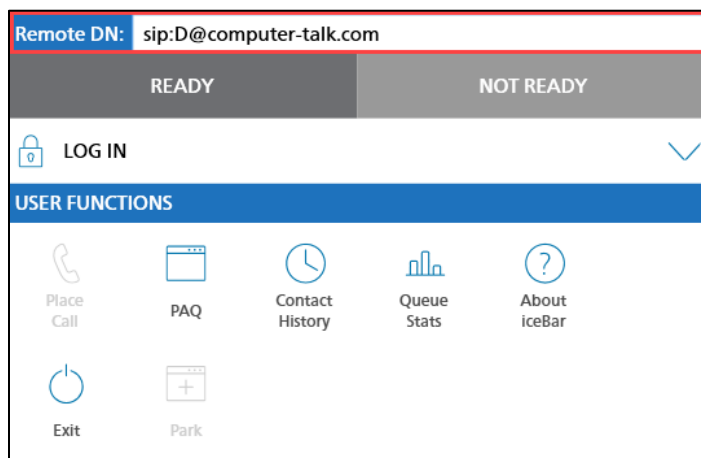 Remote DN: sip:D@computer-talk.com
READY NOT READY
LOG IN
USER FUNCTIONS
Place Call
PAQ
Contact History
Queue Stats
? About iceBar
Exit
Park